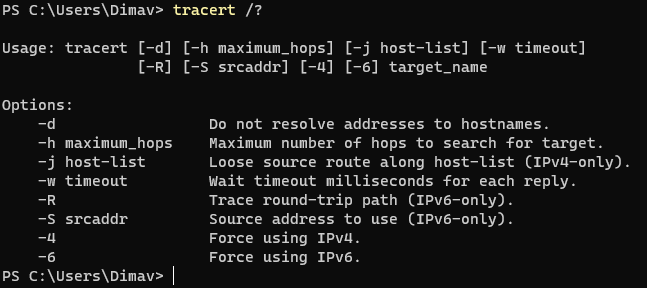 PS C:\Users\Dimav> tracert /?
Usage: tracert [-d] [-h maximum_hops] [-j host-list] [-w timeout]
               [-R] [-S srcaddr] [-4] [-6] target_name
Options:
    -d                 Do not resolve addresses to hostnames.
    -h maximum_hops    Maximum number of hops to search for target.
    -j host-list       Loose source route along host-list (IPv4-only).
    -w timeout         Wait timeout milliseconds for each reply.
    -R                 Trace round-trip path (IPv6-only).
    -S srcaddr         Source address to use (IPv6-only).
    -4                 Force using IPv4.
    -6                 Force using IPv6.
PS C:\Users\Dimav>